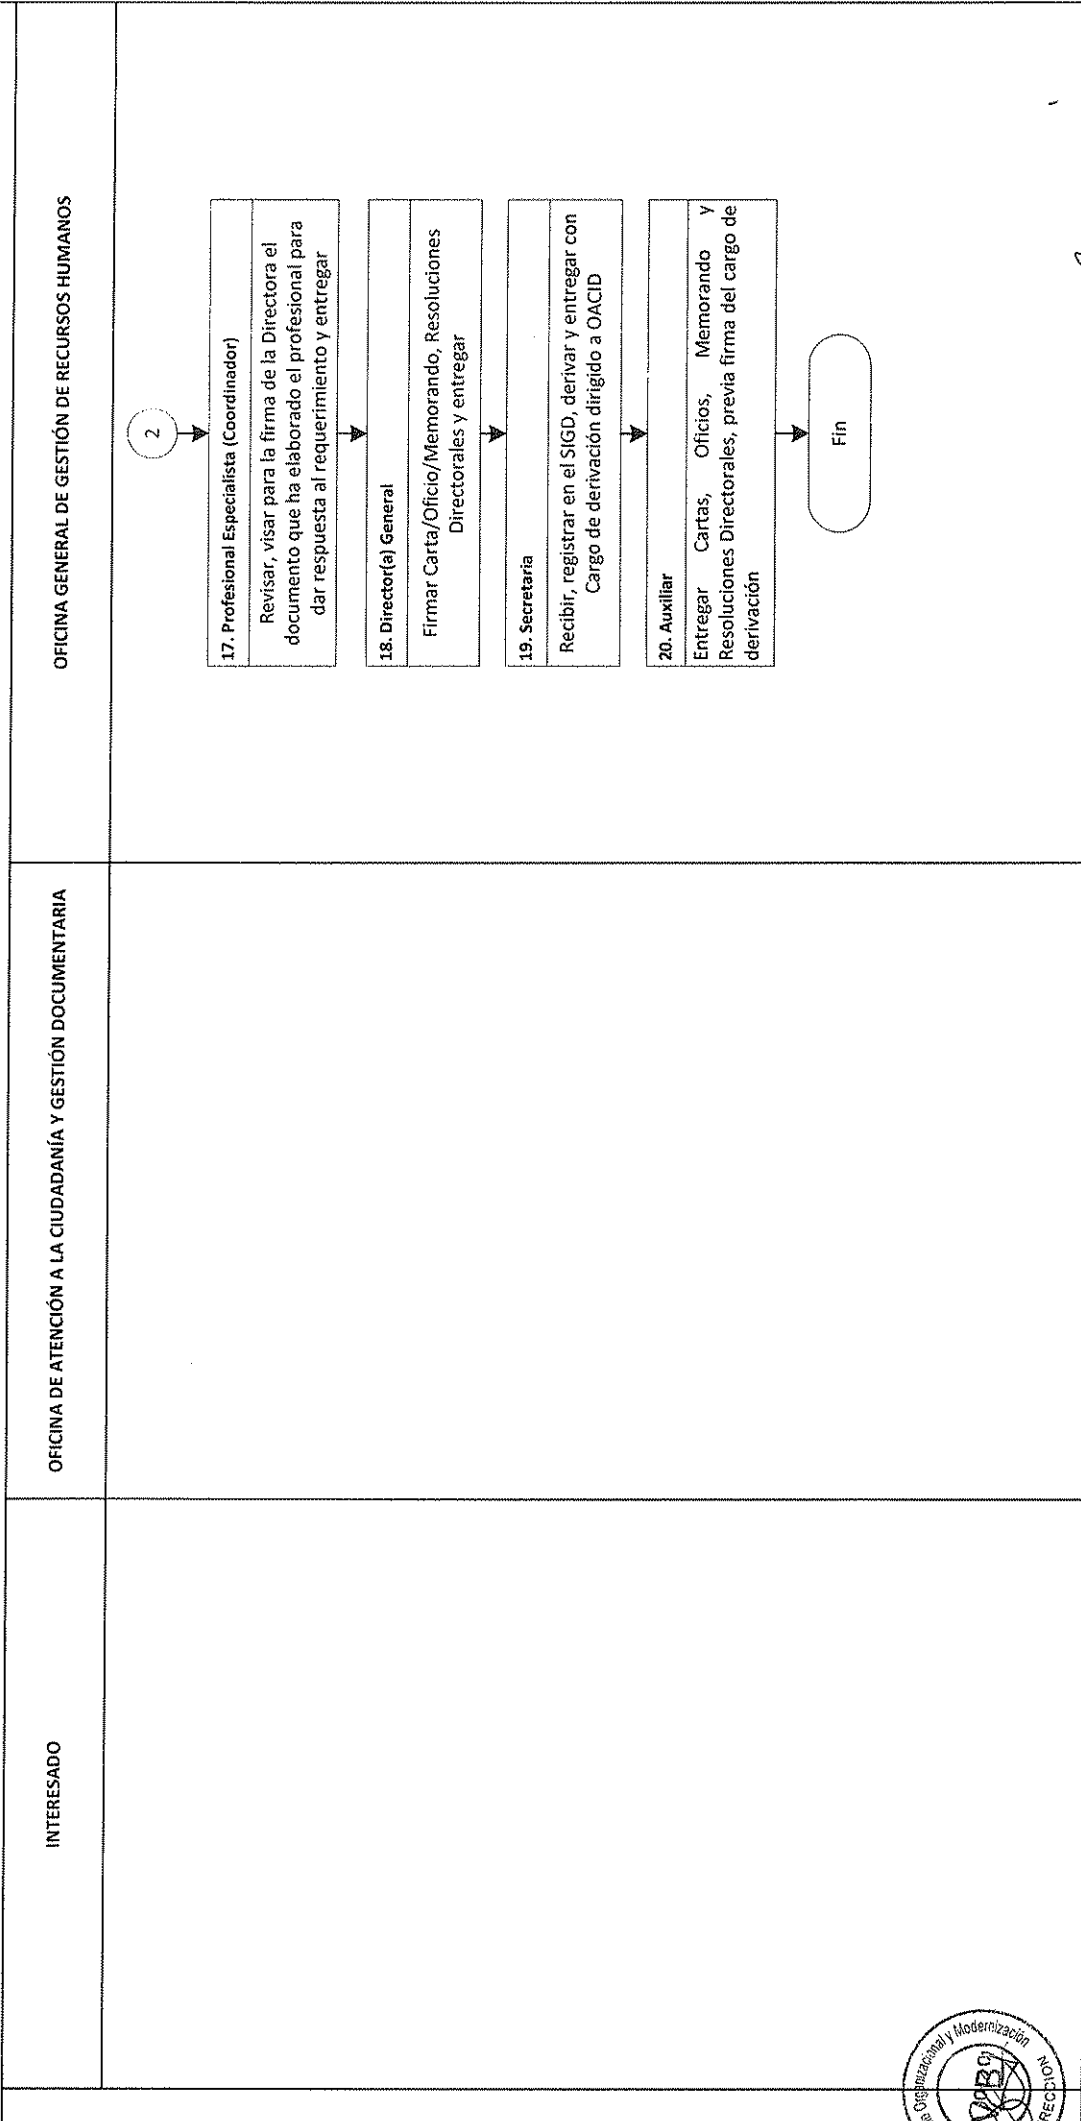 INTERESADO
OFICINA DE ATENCIÓN A LA CIUDADANÍA Y GESTIÓN DOCUMENTARIA
OFICINA GENERAL DE GESTIÓN DE RECURSOS HUMANOS
2
17. Profesional Especialista (Coordinador)
Revisar, visar para la firma de la Directora el
documento que ha elaborado el profesional para
dar respuesta al requerimiento y entregar
18. Director(a) General
Firmar Carta/Oficio/Memorando, Resoluciones
Directorales y entregar
19. Secretaria
Recibir, registrar en el SIGD, derivar y entregar con
Cargo de derivación dirigido a OACID
20. Auxiliar
Entregar Cartas, Oficios, Memorando y
Resoluciones Directorales, previa firma del cargo de
derivación
Fin
Organizacional y Modernización